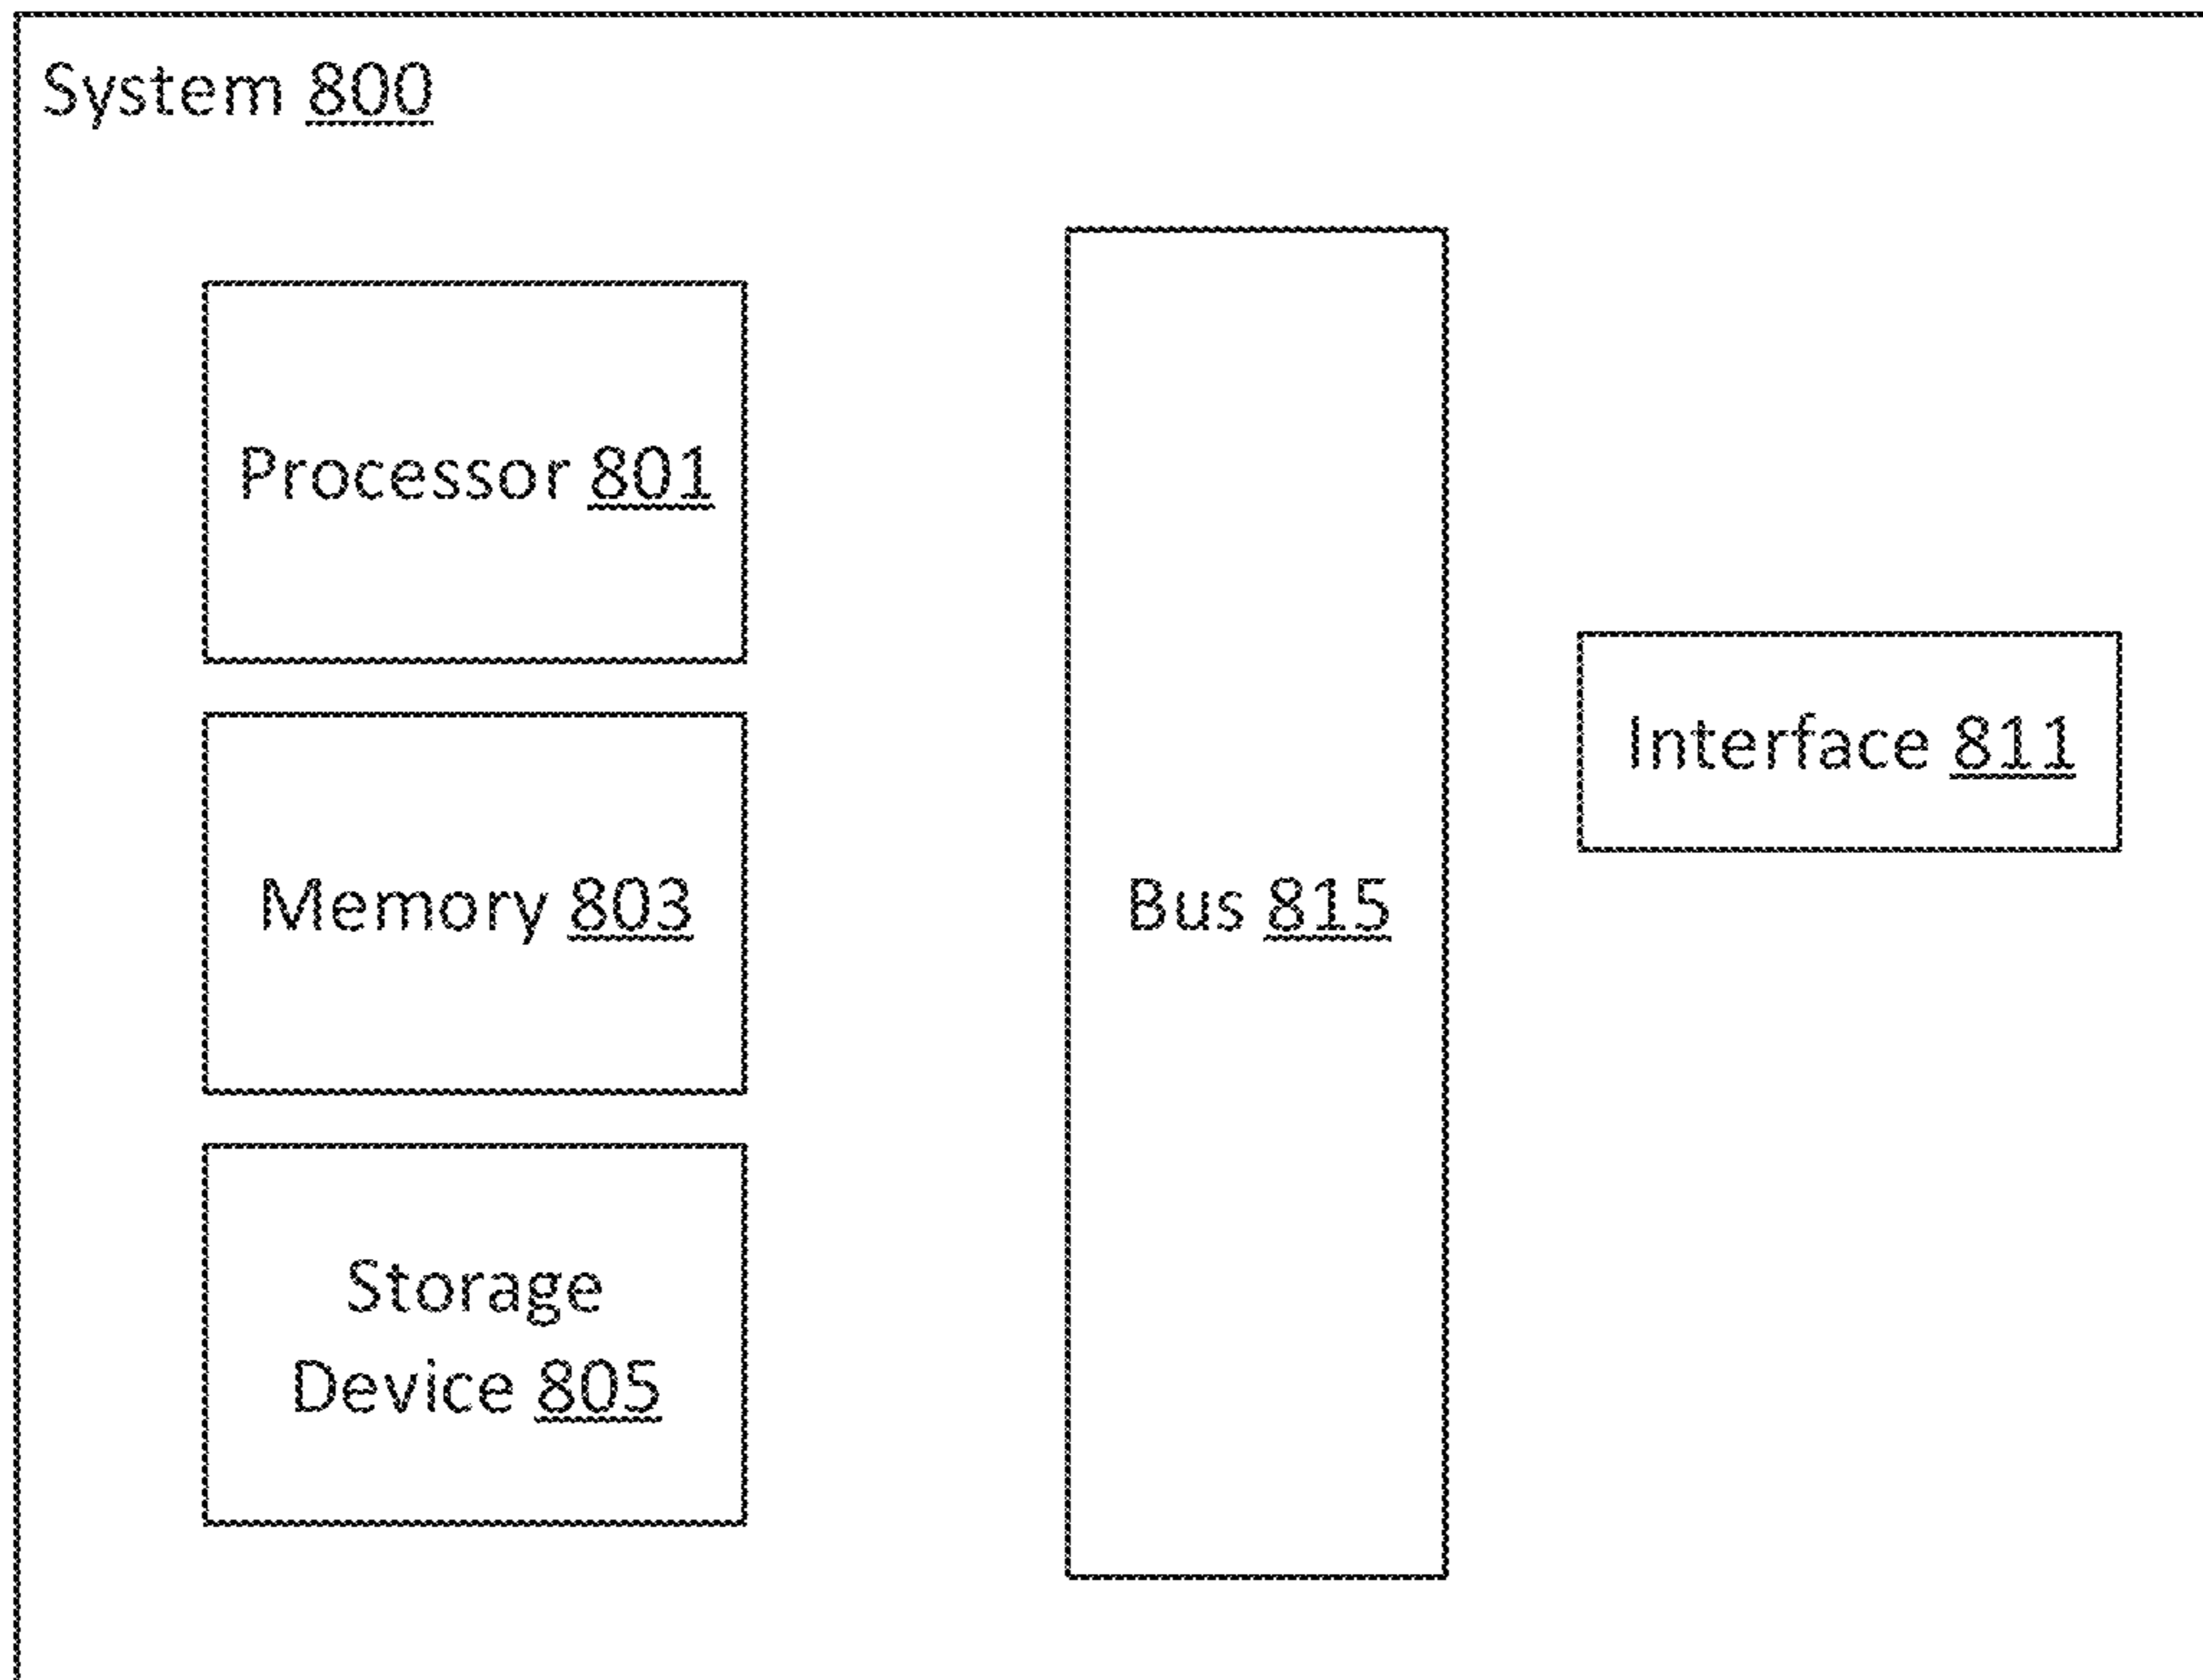 System 800
Processor 801
Interface 811
Memory 803
Bus 815
Storage
Device 805